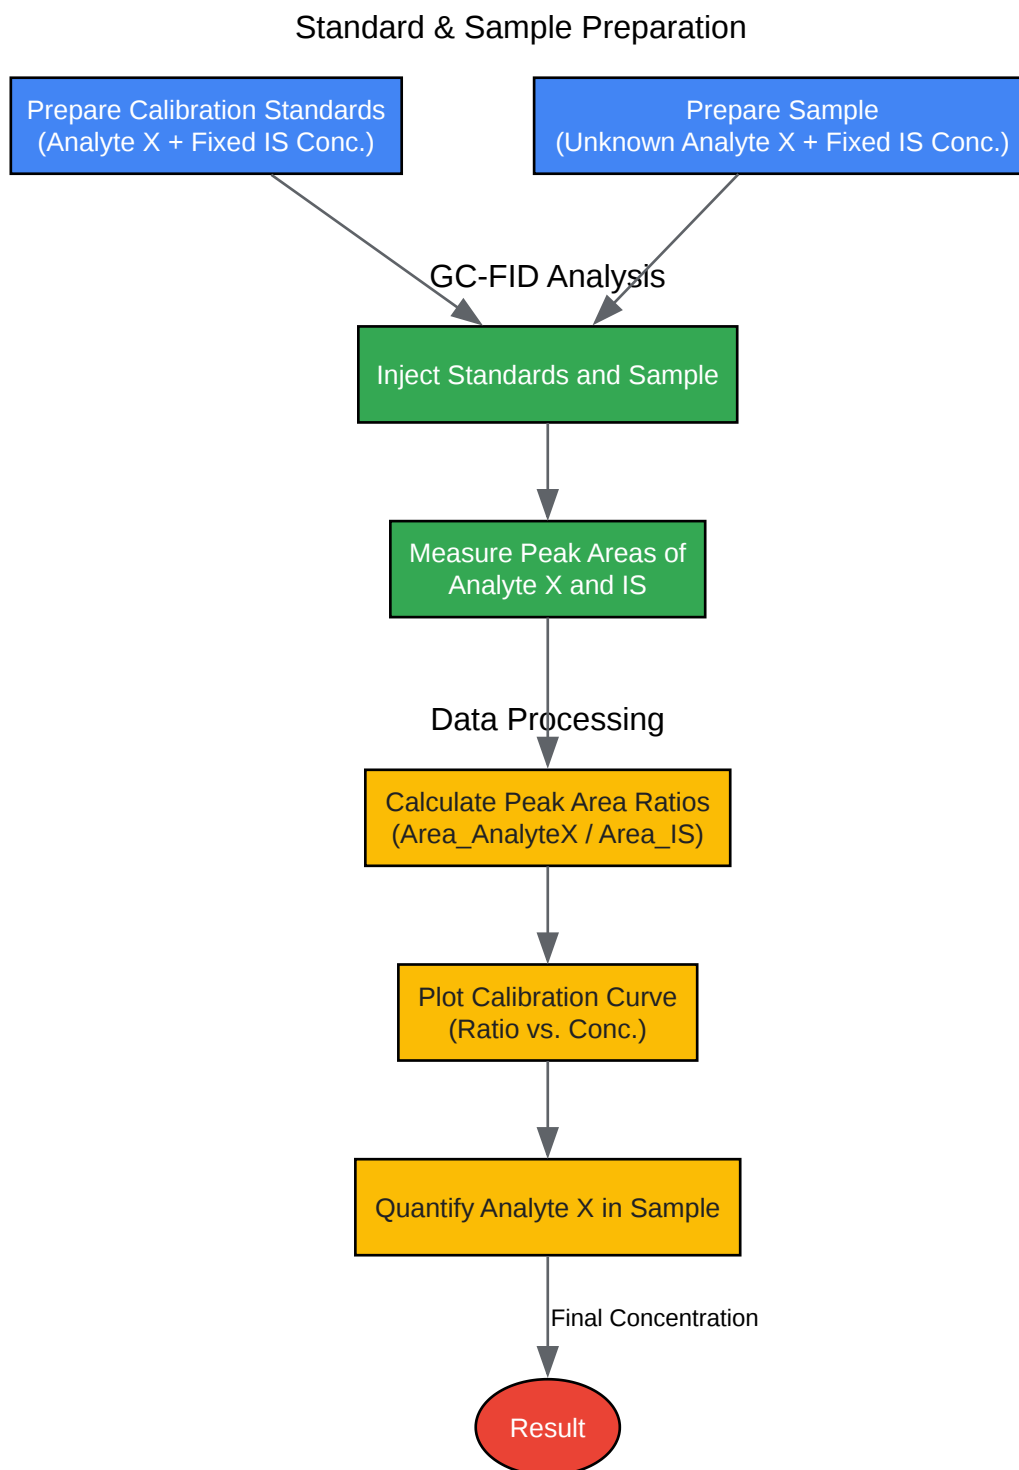 Standard & Sample Preparation
Prepare Calibration Standards
(Analyte X + Fixed IS Conc.)
Prepare Sample
(Unknown Analyte X + Fixed IS Conc.)
GC-FID Analysis
Inject Standards and Sample
Measure Peak Areas of
Analyte X and IS
Data Processing
Calculate Peak Area Ratios
(Area_AnalyteX / Area_IS)
Plot Calibration Curve
(Ratio vs. Conc.)
Quantify Analyte X in Sample
Final Concentration
Result